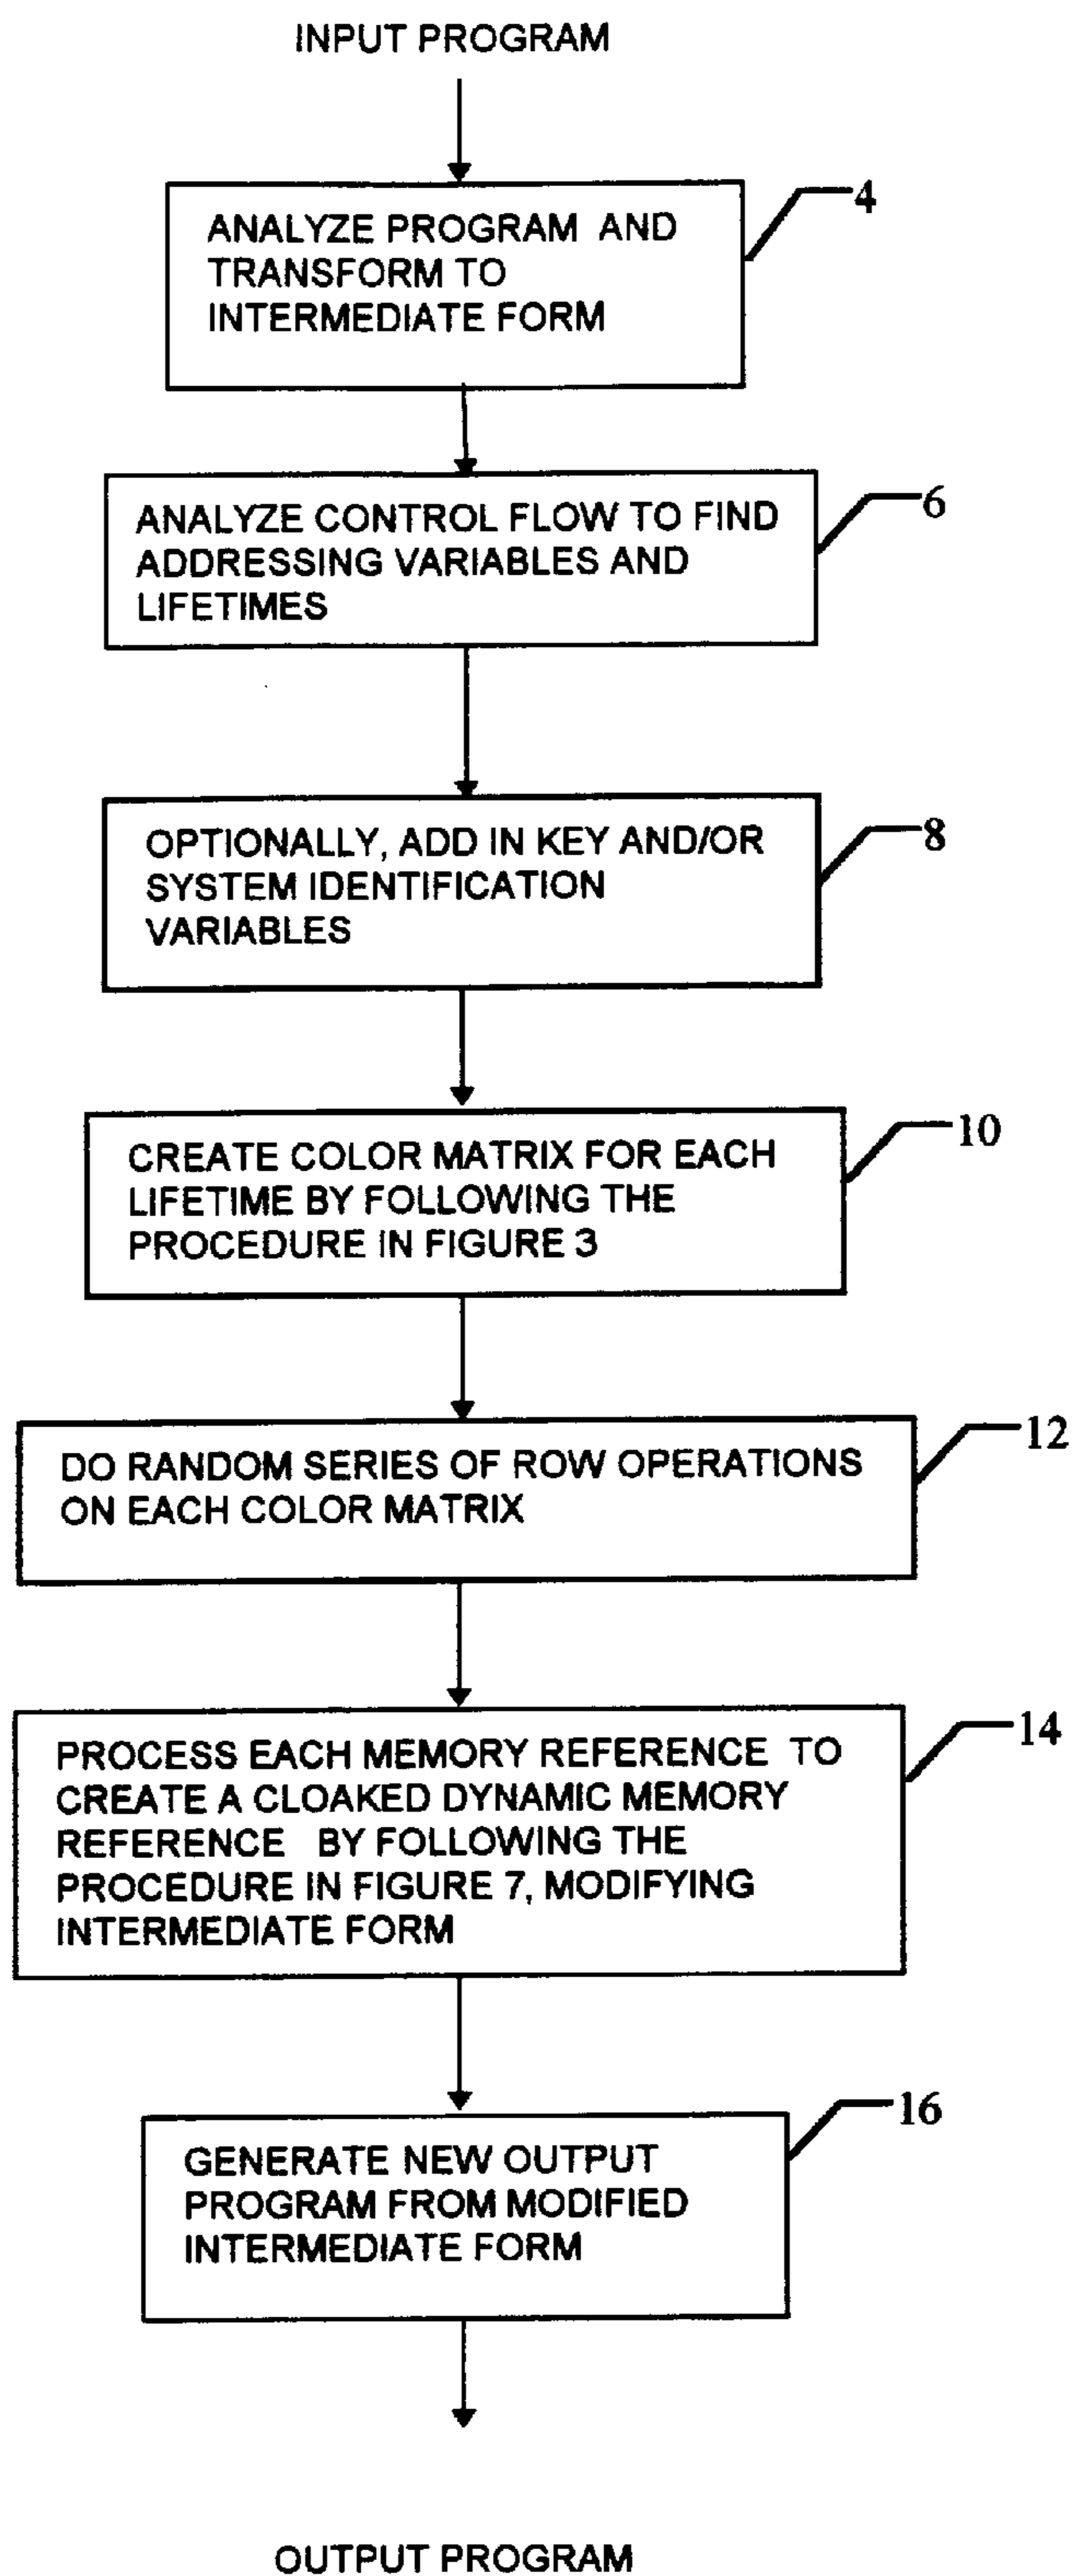 INPUT PROGRAM
4
ANALYZE PROGRAM AND
TRANSFORM TO
INTERMEDIATE FORM
6
ANALYZE CONTROL FLOW TO FIND
ADDRESSING VARIABLES AND
LIFETIMES
8
OPTIONALLY, ADD IN KEY AND/OR
SYSTEM IDENTIFICATION
VARIABLES
10
CREATE COLOR MATRIX FOR EACH
LIFETIME BY FOLLOWING THE
PROCEDURE IN FIGURE 3
12
DO RANDOM SERIES OF ROW OPERATIONS
ON EACH COLOR MATRIX
14
PROCESS EACH MEMORY REFERENCE TO
CREATE A CLOAKED DYNAMIC MEMORY
REFERENCE BY FOLLOWING THE
PROCEDURE IN FIGURE 7, MODIFYING
INTERMEDIATE FORM
16
GENERATE NEW OUTPUT
PROGRAM FROM MODIFIED
INTERMEDIATE FORM
OUTPUT PROGRAM